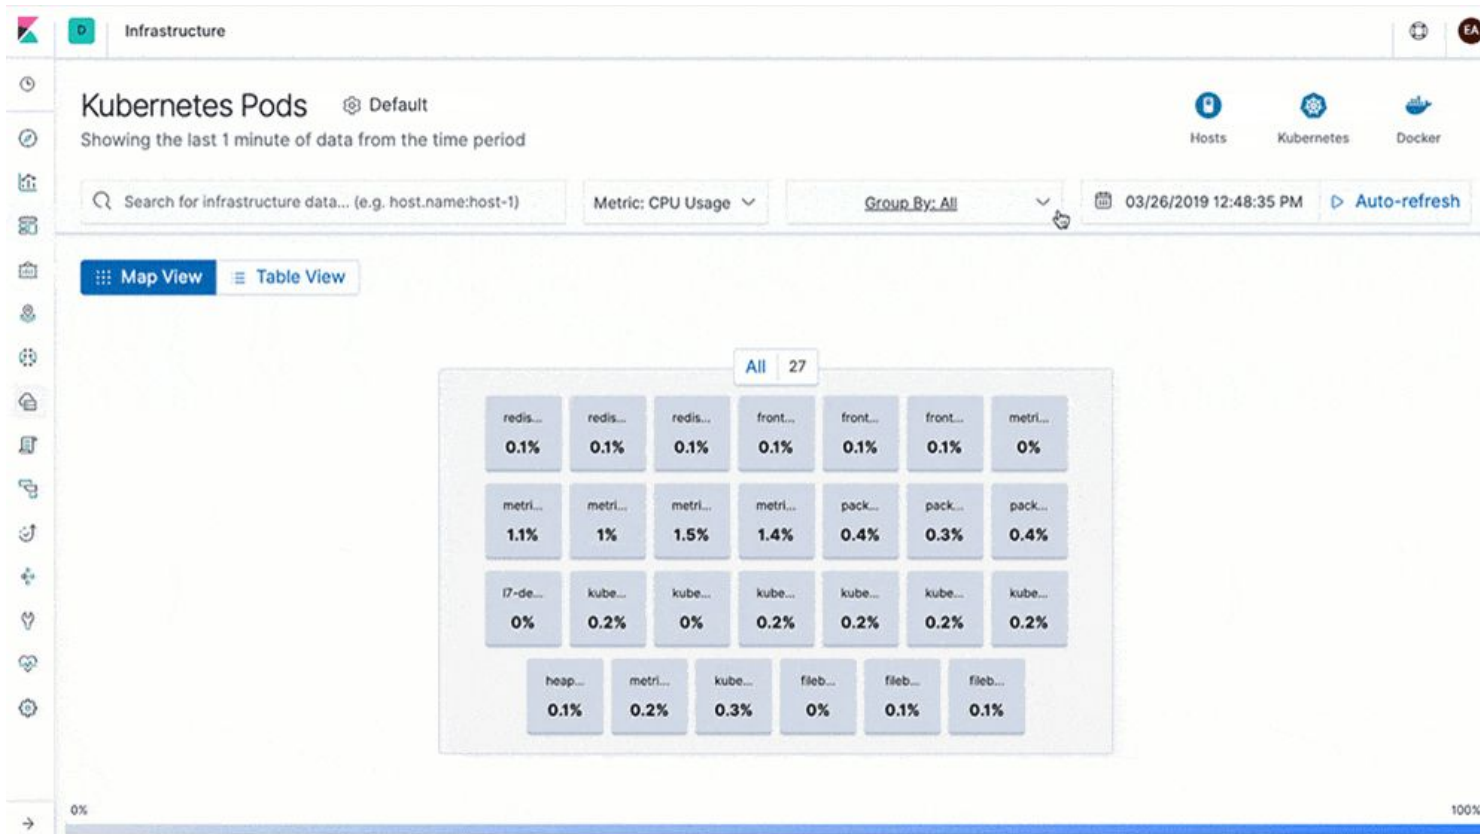 D Infrastructure EA
Kubernetes Pods Default
Showing the last 1 minute of data from the time period
Hosts Kubernetes Docker
Search for infrastructure data... (e.g. host.name:host-1) Metric: CPU Usage Group By: All 03/26/2019 12:48:35 PM Auto-refresh
Map View Table View
All 27
redis... redis... redis... front... front... front... metri...
0.1% 0.1% 0.1% 0.1% 0.1% 0.1% 0%
metri... metri... metri... metri... pack... pack... pack...
1.1% 1% 1.5% 1.4% 0.4% 0.3% 0.4%
l7-de... kube... kube... kube... kube... kube... kube...
0% 0.2% 0% 0.2% 0.2% 0.2% 0.2%
heap... metri... kube... fileb... fileb... fileb...
0.1% 0.2% 0.3% 0% 0.1% 0.1%
0% 100%